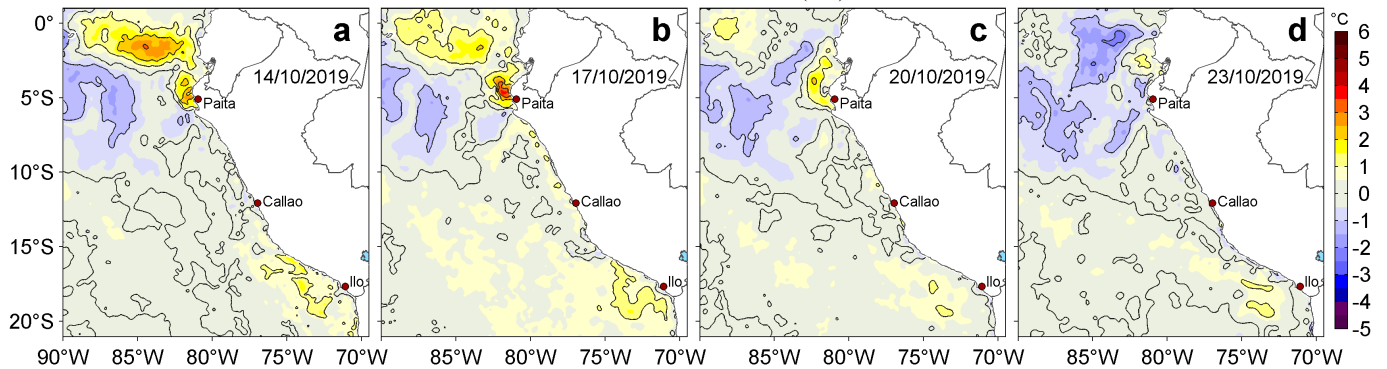 a b c d
°C
14/10/2019 17/10/2019 20/10/2019 23/10/2019
Paita Paita Paita Paita
Callao Callao Callao Callao
Ilo Ilo Ilo Ilo
0°
5°S
10°S
15°S
20°S
90°W 85°W 80°W 75°W 70°W 85°W 80°W 75°W 70°W 85°W 80°W 75°W 70°W 85°W 80°W 75°W 70°W
6
5
4
3
2
1
0
-1
-2
-3
-4
-5